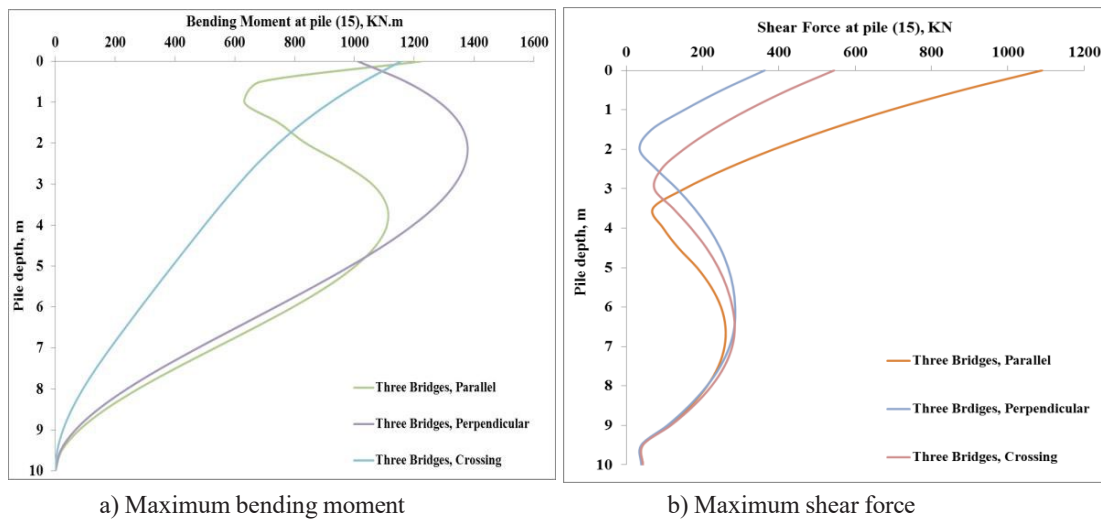 Bending Moment at pile (15), KN.m
0 200 400 600 800 1000 1200 1400 1600
0
1
2
3
4
5
6
7
8
9
10
Pile depth, m
Three Bridges, Parallel
Three Bridges, Perpendicular
Three Bridges, Crossing
a) Maximum bending moment
Shear Force at pile (15), KN
0 200 400 600 800 1000 1200
0
1
2
3
4
5
6
7
8
9
10
Pile depth, m
Three Bridges, Parallel
Three Brdiges, Perpendicular
Three Bridges, Crossing
b) Maximum shear force